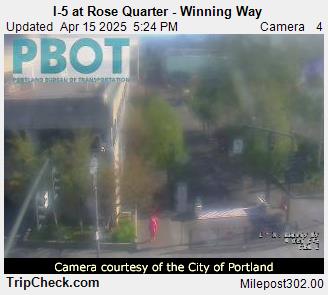 I-5 at Rose Quarter - Winning Way
Updated Apr 15 2025 5:24 PM Camera 4
PBOT
PORTLAND BUREAU OF TRANSPORTATION
Camera courtesy of the City of Portland
TripCheck.com Milepost302.00